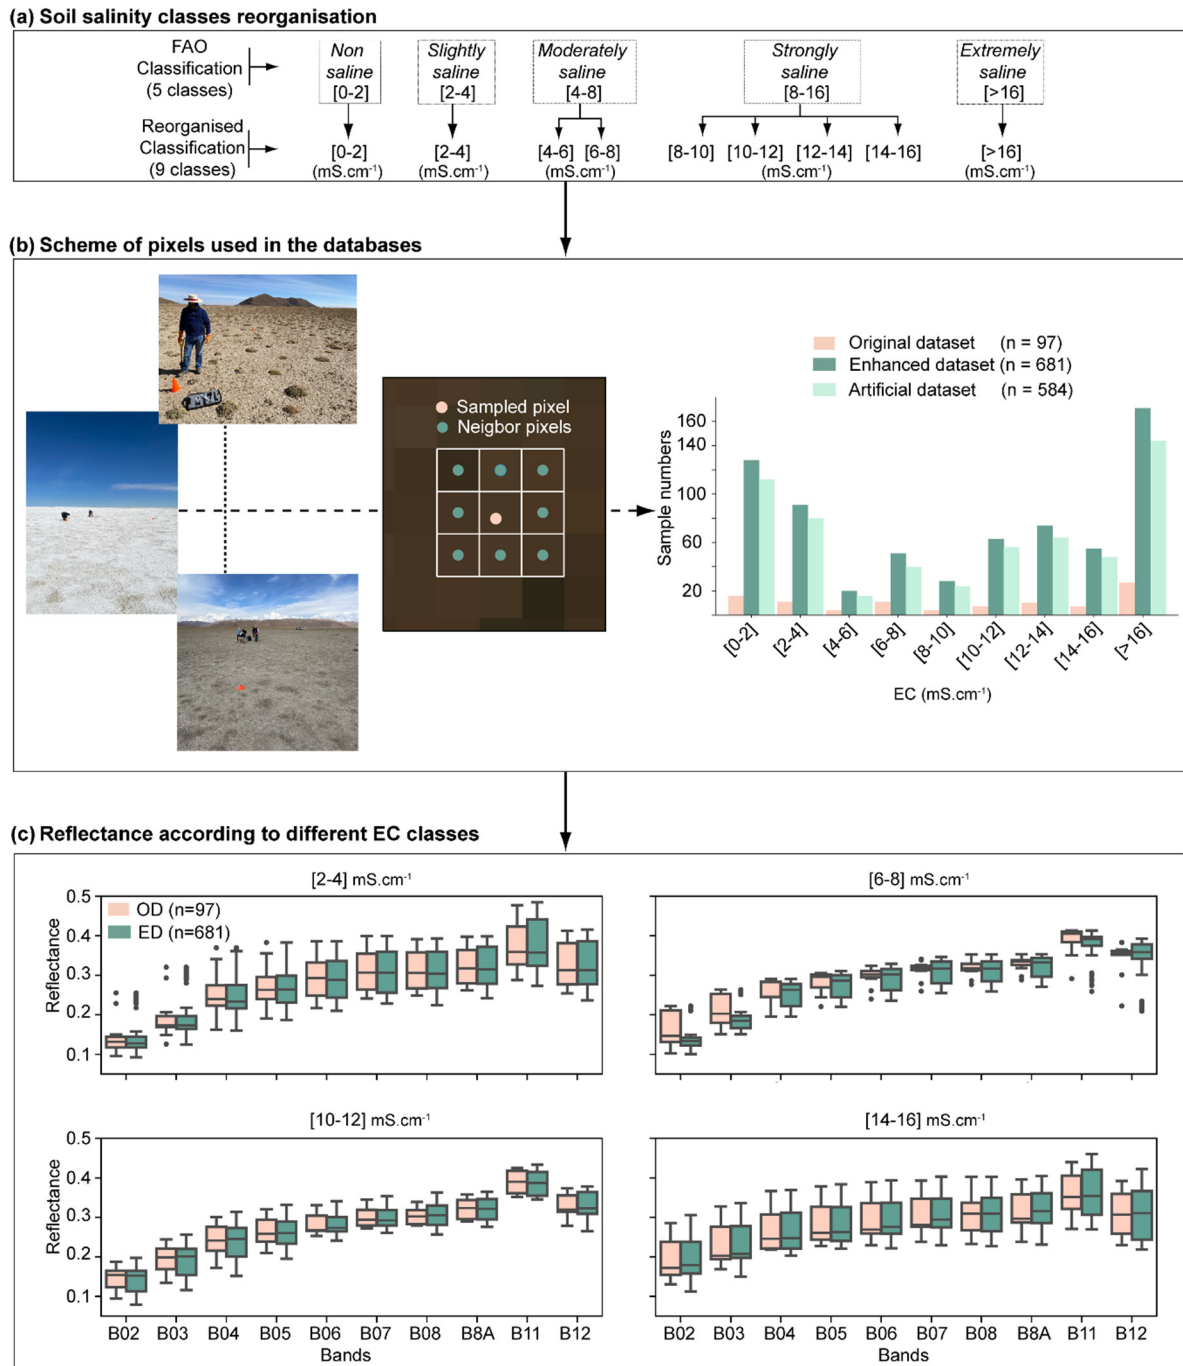 (a) Soil salinity classes reorganisation
FAO
Classification
(5 classes)
Non
saline
[0-2]
Slightly
saline
[2-4]
Moderately
saline
[4-8]
Strongly
saline
[8-16]
Extremely
saline
[>16]
Reorganised
Classification
(9 classes)
[0-2]
(mS.cm⁻¹)
[2-4]
(mS.cm⁻¹)
[4-6] [6-8]
(mS.cm⁻¹)
[8-10] [10-12] [12-14] [14-16]
(mS.cm⁻¹)
[>16]
(mS.cm⁻¹)
(b) Scheme of pixels used in the databases
Sampled pixel
Neigbor pixels
Original dataset (n = 97)
Enhanced dataset (n = 681)
Artificial dataset (n = 584)
Sample numbers
160
140
100
60
20
[0-2]
[2-4]
[4-6]
[6-8]
[8-10]
[10-12]
[12-14]
[14-16]
[>16]
EC (mS.cm⁻¹)
(c) Reflectance according to different EC classes
[2-4] mS.cm⁻¹
OD (n=97)
ED (n=681)
Reflectance
0.5
0.4
0.3
0.2
0.1
[6-8] mS.cm⁻¹
[10-12] mS.cm⁻¹
Reflectance
0.5
0.4
0.3
0.2
0.1
B02 B03 B04 B05 B06 B07 B08 B8A B11 B12
Bands
[14-16] mS.cm⁻¹
B02 B03 B04 B05 B06 B07 B08 B8A B11 B12
Bands